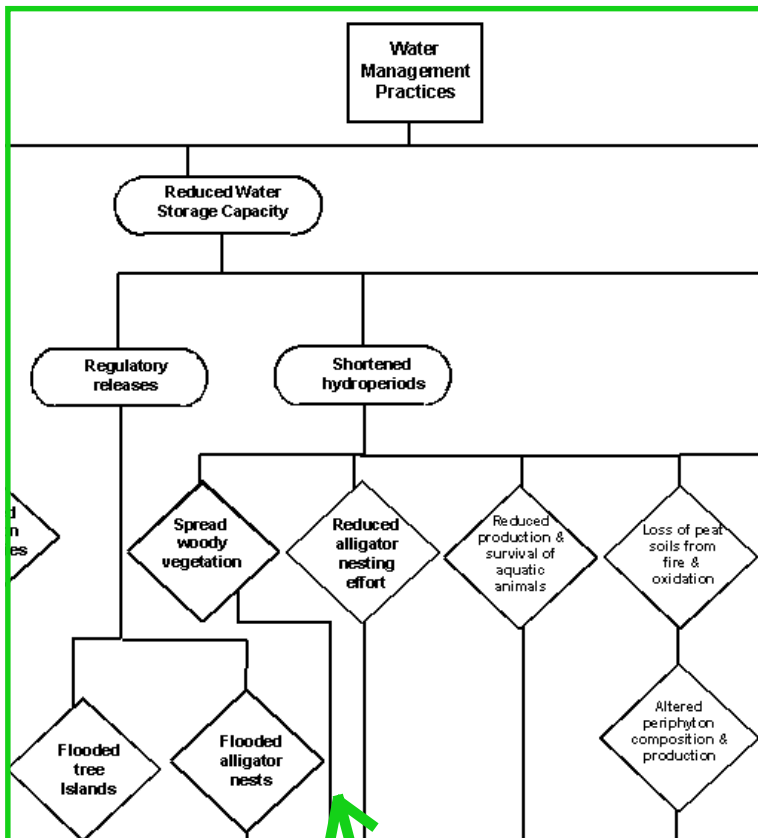 Water
Management
Practices
Reduced Water
Storage Capacity
Regulatory
releases
Shortened
hydroperiods
Spread
woody
vegetation
Reduced
alligator
nesting
effort
Reduced
production &
survival of
aquatic
animals
Loss of peat
soils from
fire &
oxidation
Flooded
tree
Islands
Flooded
alligator
nests
Altered
periphyton
composition &
production